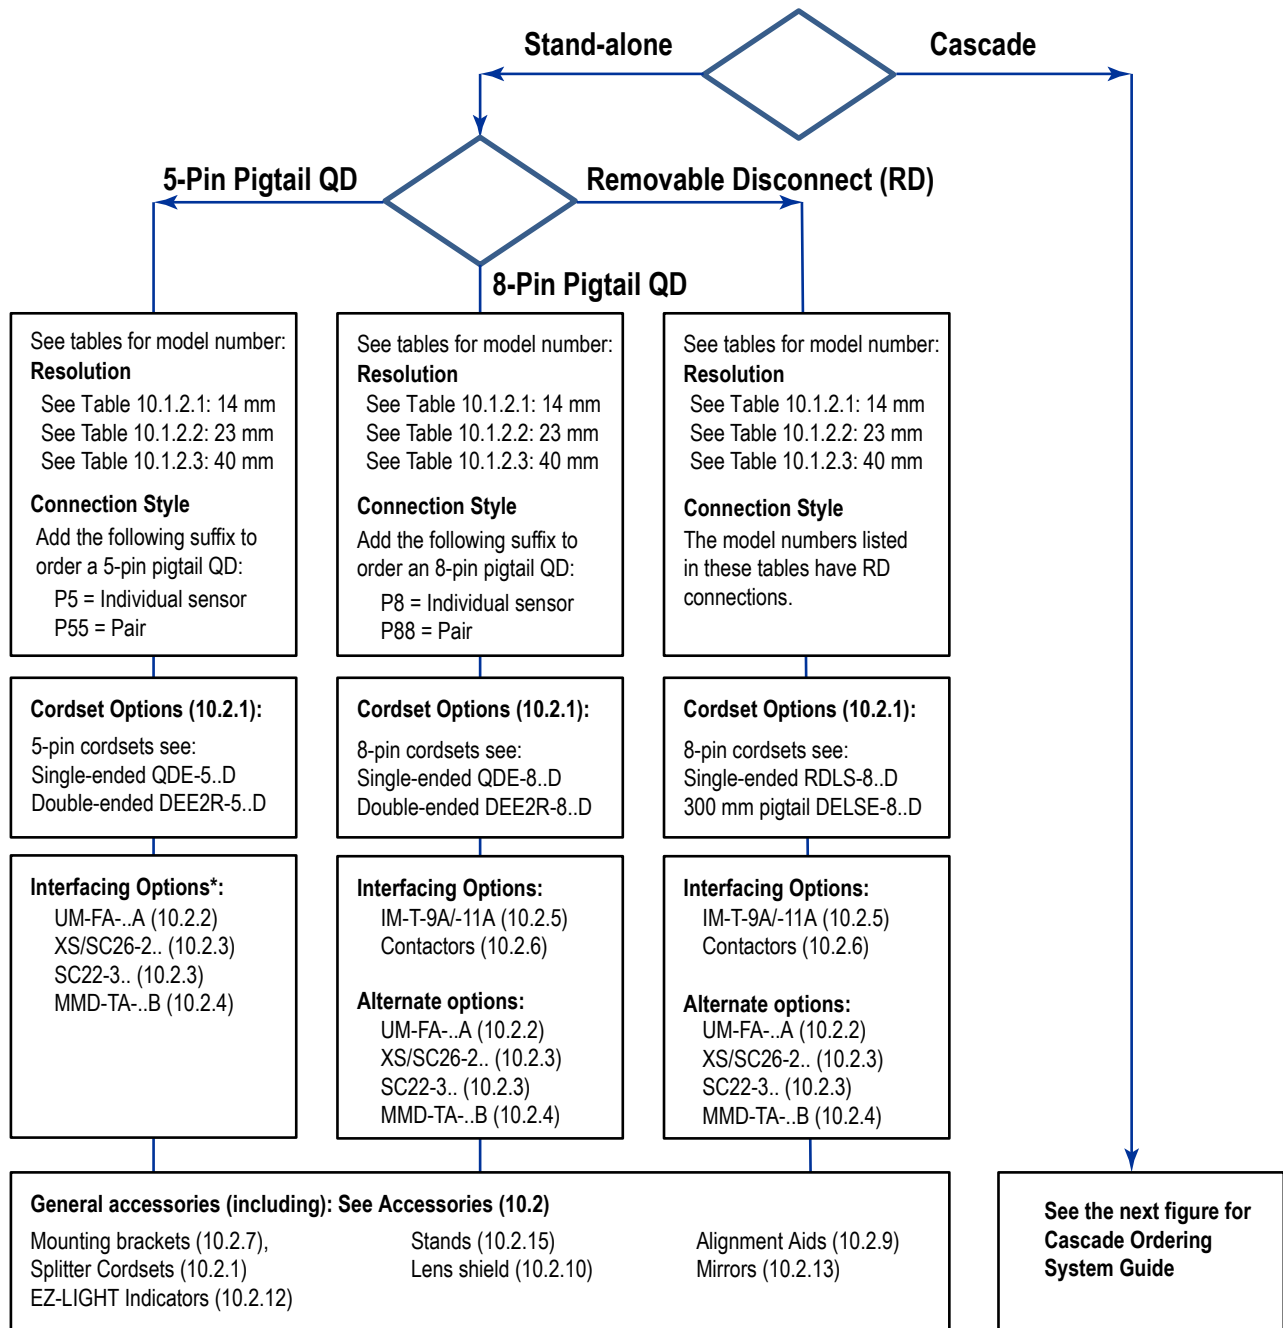 Stand-alone
Cascade
5-Pin Pigtail QD
Removable Disconnect (RD)
8-Pin Pigtail QD
See tables for model number:
Resolution
See Table 10.1.2.1: 14 mm
See Table 10.1.2.2: 23 mm
See Table 10.1.2.3: 40 mm
Connection Style
Add the following suffix to
order a 5-pin pigtail QD:
P5 = Individual sensor
P55 = Pair
See tables for model number:
Resolution
See Table 10.1.2.1: 14 mm
See Table 10.1.2.2: 23 mm
See Table 10.1.2.3: 40 mm
Connection Style
Add the following suffix to
order an 8-pin pigtail QD:
P8 = Individual sensor
P88 = Pair
See tables for model number:
Resolution
See Table 10.1.2.1: 14 mm
See Table 10.1.2.2: 23 mm
See Table 10.1.2.3: 40 mm
Connection Style
The model numbers listed
in these tables have RD
connections.
Cordset Options (10.2.1):
5-pin cordsets see:
Single-ended QDE-5..D
Double-ended DEE2R-5..D
Cordset Options (10.2.1):
8-pin cordsets see:
Single-ended QDE-8..D
Double-ended DEE2R-8..D
Cordset Options (10.2.1):
8-pin cordsets see:
Single-ended RDLS-8..D
300 mm pigtail DELSE-8..D
Interfacing Options*:
UM-FA-..A (10.2.2)
XS/SC26-2.. (10.2.3)
SC22-3.. (10.2.3)
MMD-TA-..B (10.2.4)
Interfacing Options:
IM-T-9A/-11A (10.2.5)
Contactors (10.2.6)
Alternate options:
UM-FA-..A (10.2.2)
XS/SC26-2.. (10.2.3)
SC22-3.. (10.2.3)
MMD-TA-..B (10.2.4)
Interfacing Options:
IM-T-9A/-11A (10.2.5)
Contactors (10.2.6)
Alternate options:
UM-FA-..A (10.2.2)
XS/SC26-2.. (10.2.3)
SC22-3.. (10.2.3)
MMD-TA-..B (10.2.4)
General accessories (including): See Accessories (10.2)
Mounting brackets (10.2.7),
Splitter Cordsets (10.2.1)
EZ-LIGHT Indicators (10.2.12)
Stands (10.2.15)
Lens shield (10.2.10)
Alignment Aids (10.2.9)
Mirrors (10.2.13)
See the next figure for
Cascade Ordering
System Guide